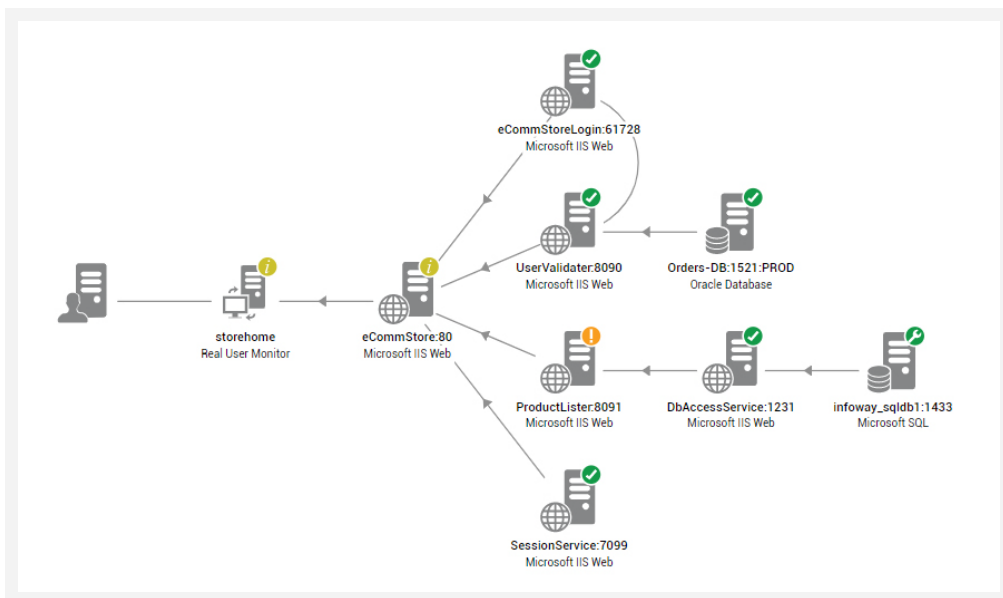 eCommStoreLogin:61728
Microsoft IIS Web
UserValidater:8090
Microsoft IIS Web
Orders-DB:1521:PROD
Oracle Database
storehome
Real User Monitor
eCommStore:80
Microsoft IIS Web
ProductLister:8091
Microsoft IIS Web
DbAccessService:1231
Microsoft IIS Web
infoway_sqldb1:1433
Microsoft SQL
SessionService:7099
Microsoft IIS Web